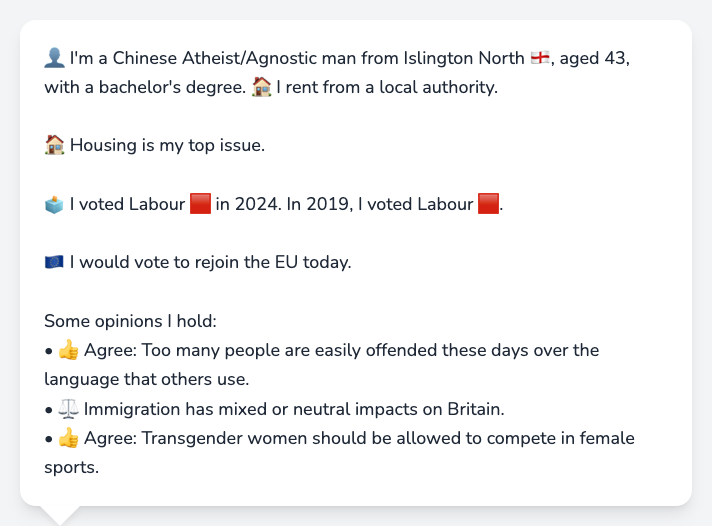 👤 I'm a Chinese Atheist/Agnostic man from Islington North 🏴󠁧󠁢󠁥󠁮󠁧󠁿, aged 43,
with a bachelor's degree. 🏠 I rent from a local authority.
🏠 Housing is my top issue.
🗳️ I voted Labour 🟥 in 2024. In 2019, I voted Labour 🟥.
🇪🇺 I would vote to rejoin the EU today.
Some opinions I hold:
• 👍 Agree: Too many people are easily offended these days over the
language that others use.
• ⚖️ Immigration has mixed or neutral impacts on Britain.
• 👍 Agree: Transgender women should be allowed to compete in female
sports.